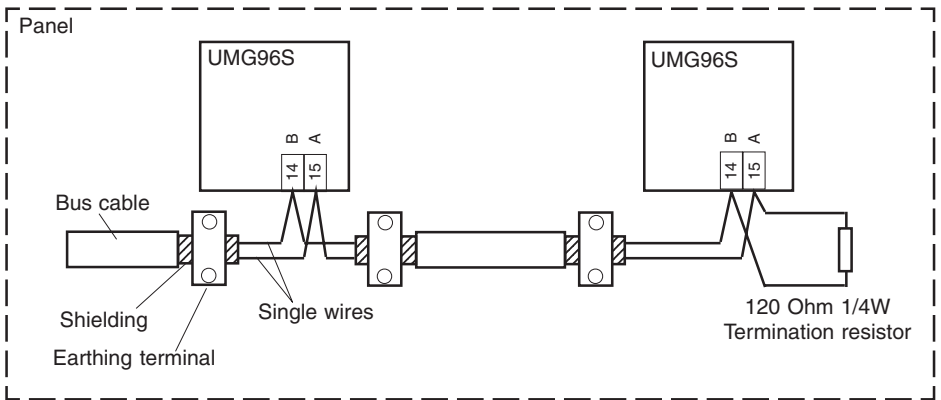 Panel
UMG96S
UMG96S
B
A
14
15
B
A
14
15
Bus cable
Shielding
Earthing terminal
Single wires
120 Ohm 1/4W
Termination resistor